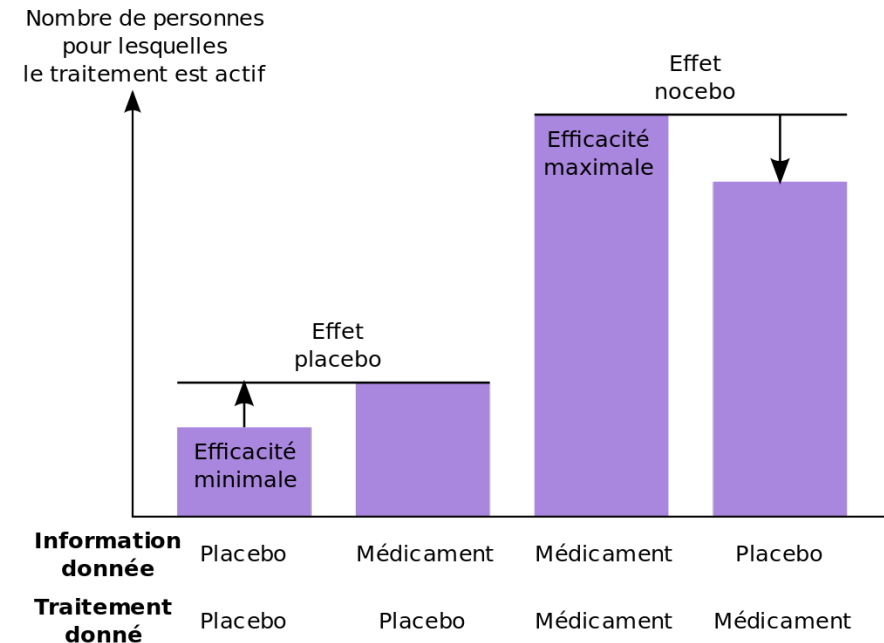 Nombre de personnes
pour lesquelles
le traitement est actif
Effet
nocebo
Efficacité
maximale
Effet
placebo
Efficacité
minimale
Information
donnée
Placebo Médicament Médicament Placebo
Traitement
donné
Placebo Placebo Médicament Médicament